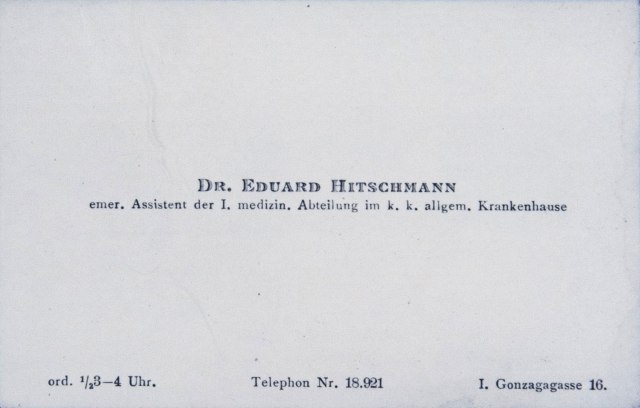 DR. EDUARD HITSCHMANN
emer. Assistent der I. medizin. Abteilung im k. k. allgem. Krankenhause
ord. ½3—4 Uhr. Telephon Nr. 18.921 I. Gonzagagasse 16.